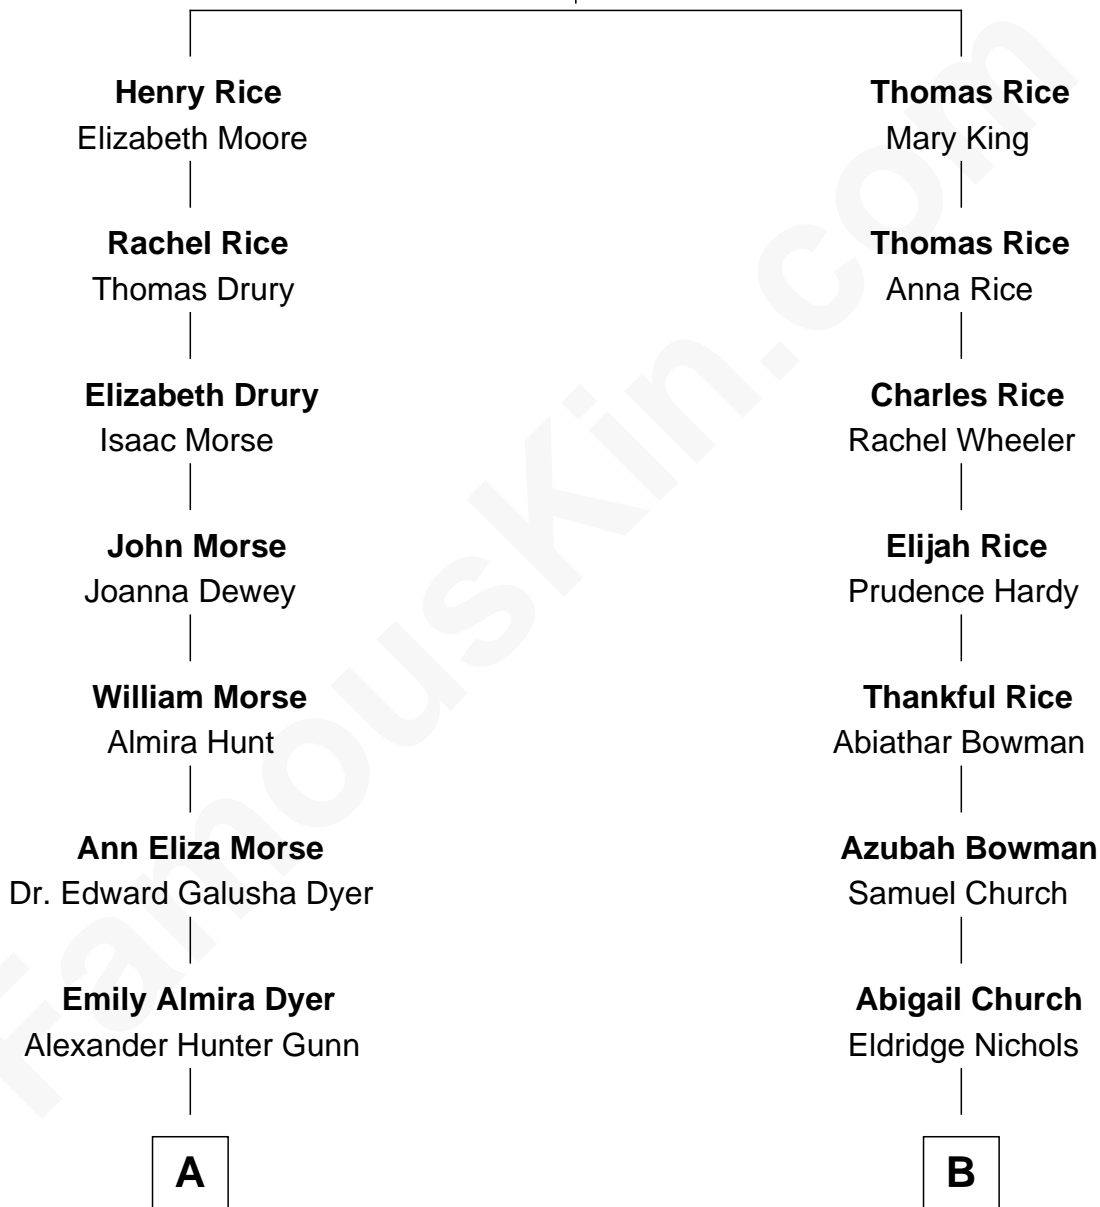 Henry Rice
Elizabeth Moore
Rachel Rice
Thomas Drury
Elizabeth Drury
Isaac Morse
John Morse
Joanna Dewey
William Morse
Almira Hunt
Ann Eliza Morse
Dr. Edward Galusha Dyer
Emily Almira Dyer
Alexander Hunter Gunn
A
Thomas Rice
Mary King
Thomas Rice
Anna Rice
Charles Rice
Rachel Wheeler
Elijah Rice
Prudence Hardy
Thankful Rice
Abiathar Bowman
Azubah Bowman
Samuel Church
Abigail Church
Eldridge Nichols
B
FamousKin.com